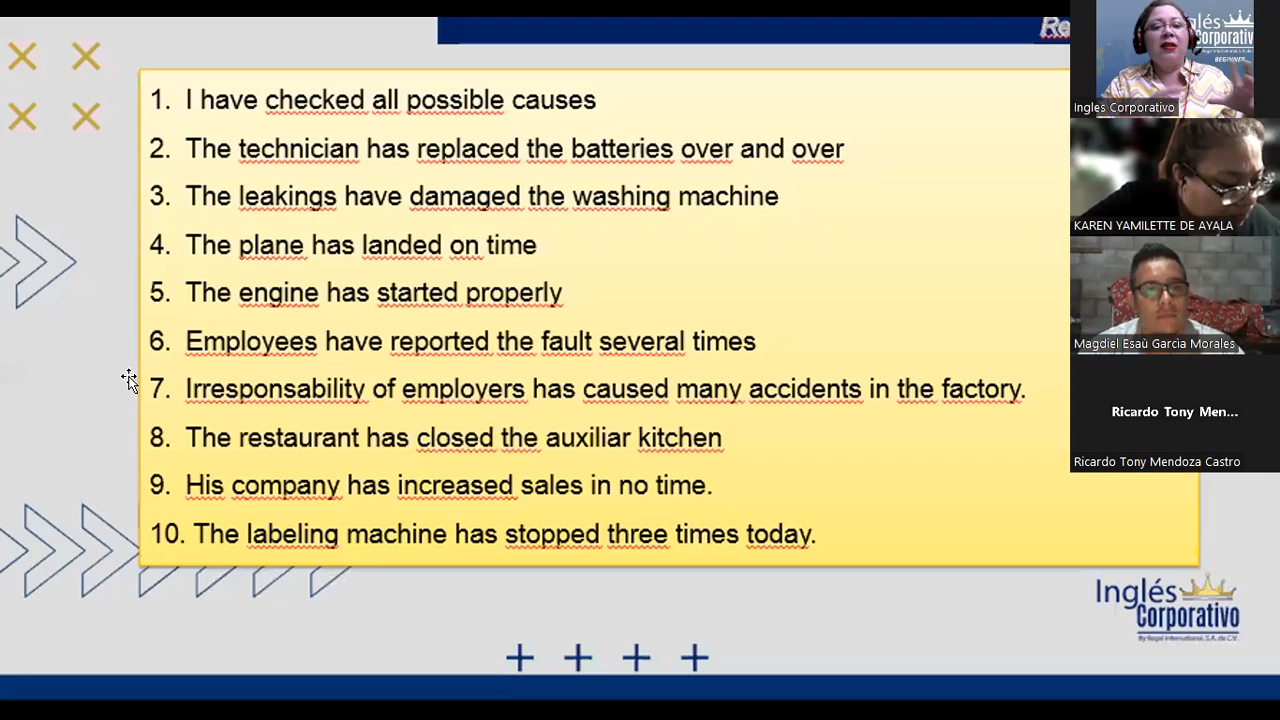 Re
1. I have checked all possible causes
2. The technician has replaced the batteries over and over
3. The leakings have damaged the washing machine
4. The plane has landed on time
5. The engine has started properly
6. Employees have reported the fault several times
7. Irresponsability of employers has caused many accidents in the factory.
8. The restaurant has closed the auxiliar kitchen
9. His company has increased sales in no time.
10. The labeling machine has stopped three times today.
Inglés
Corporativo
BEGINNER
Ingles Corporativo
KAREN YAMILETTE DE AYALA
Magdiel Esaù Garcìa Morales
Ricardo Tony Men...
Ricardo Tony Mendoza Castro
Inglés
Corporativo